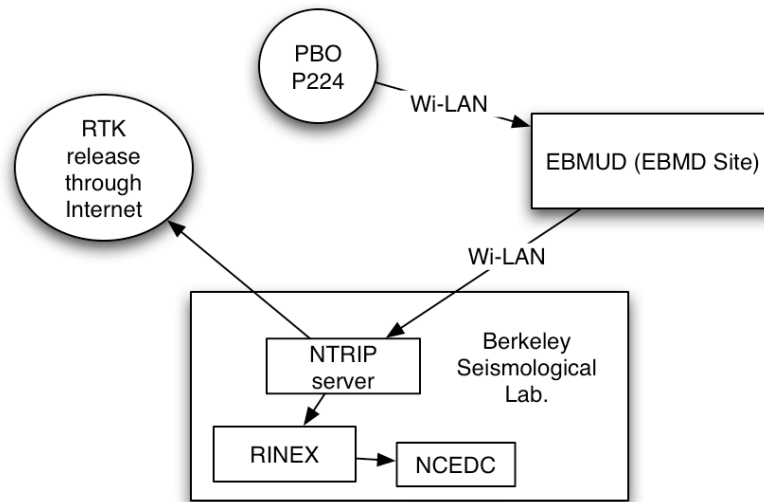 PBO
P224
Wi-LAN
RTK
release
through
Internet
EBMUD (EBMD Site)
Wi-LAN
NTRIP
server
Berkeley
Seismological
Lab.
RINEX
NCEDC